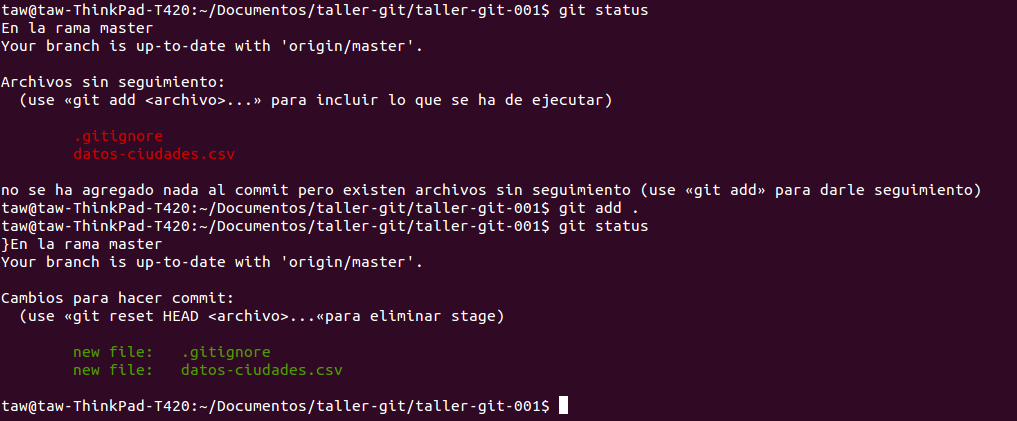 taw@taw-ThinkPad-T420:~/Documentos/taller-git/taller-git-001$ git status
En la rama master
Your branch is up-to-date with 'origin/master'.
Archivos sin seguimiento:
(use «git add <archivo>...» para incluir lo que se ha de ejecutar)
.gitignore
datos-ciudades.csv
no se ha agregado nada al commit pero existen archivos sin seguimiento (use «git add» para darle seguimiento)
taw@taw-ThinkPad-T420:~/Documentos/taller-git/taller-git-001$ git add .
taw@taw-ThinkPad-T420:~/Documentos/taller-git/taller-git-001$ git status
}En la rama master
Your branch is up-to-date with 'origin/master'.
Cambios para hacer commit:
(use «git reset HEAD <archivo>...«para eliminar stage)
new file:   .gitignore
new file:   datos-ciudades.csv
taw@taw-ThinkPad-T420:~/Documentos/taller-git/taller-git-001$